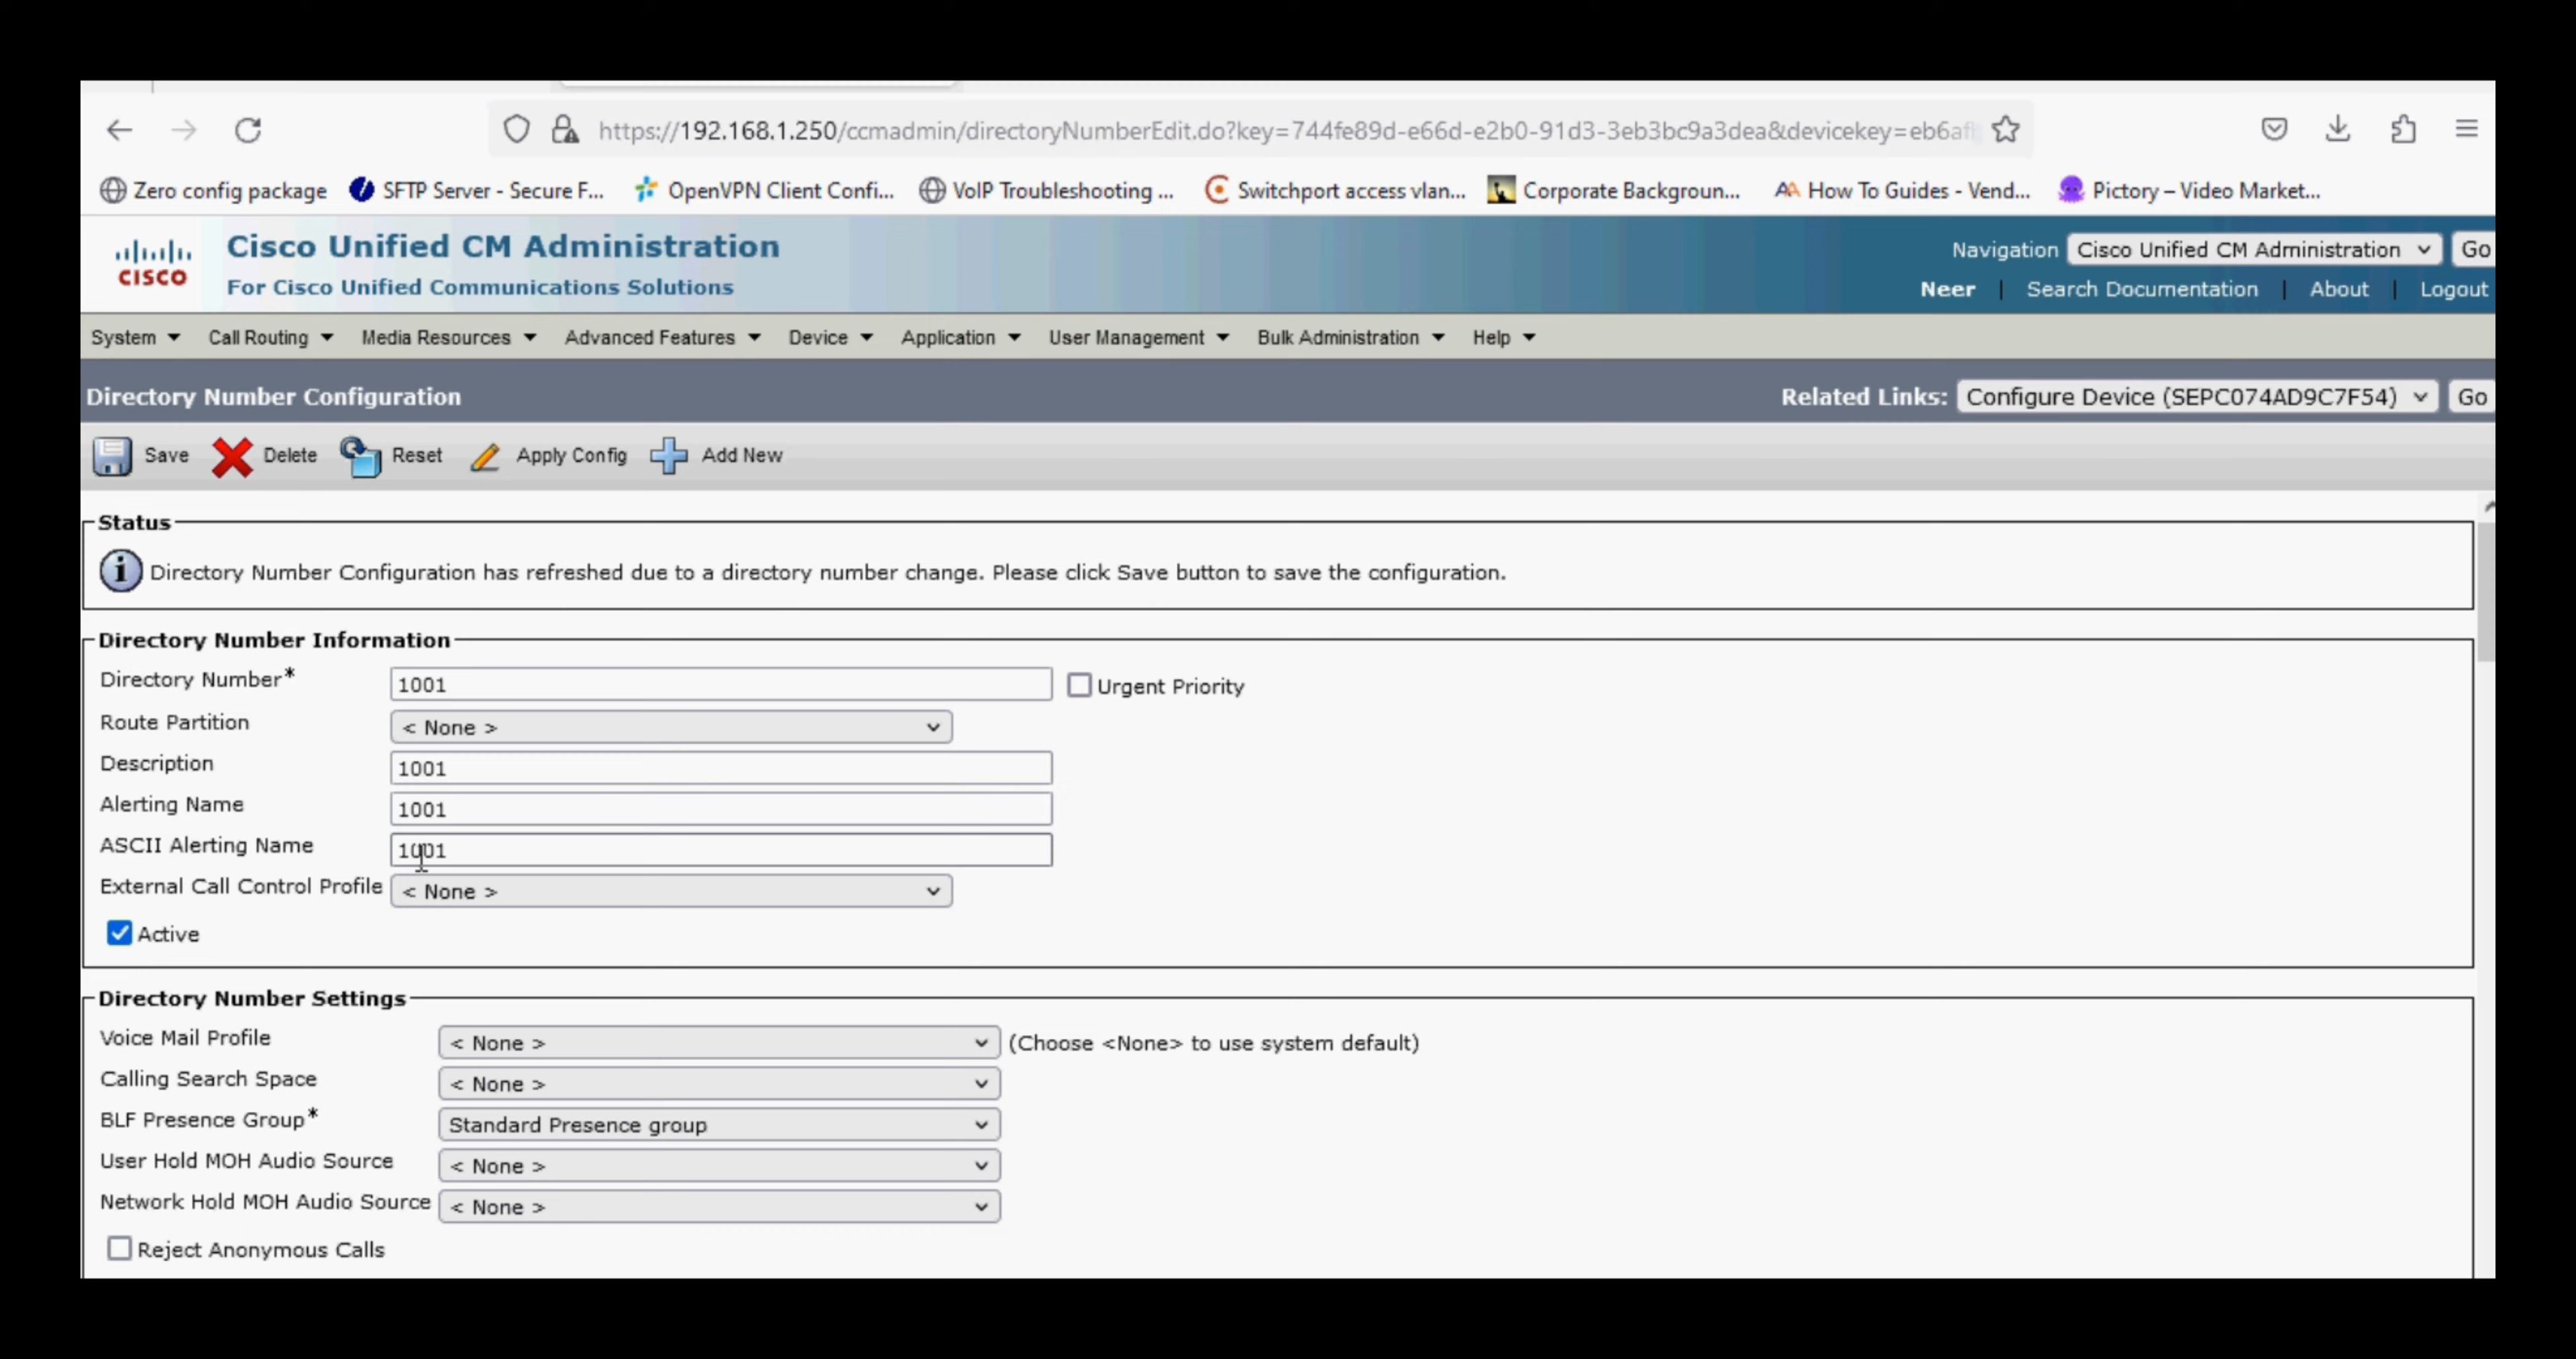 https://192.168.1.250/ccmadmin/directoryNumberEdit.do?key=744fe89d-e66d-e2b0-91d3-3eb3bc9a3dea&devicekey=eb6af
Zero config package SFTP Server - Secure F... OpenVPN Client Confi... VoIP Troubleshooting ... Switchport access vlan... Corporate Backgroun... How To Guides - Vend... Pictory – Video Market...
CISCO
Cisco Unified CM Administration
For Cisco Unified Communications Solutions
Navigation Cisco Unified CM Administration Go
Neer | Search Documentation | About | Logout
System Call Routing Media Resources Advanced Features Device Application User Management Bulk Administration Help
Directory Number Configuration
Related Links: Configure Device (SEPC074AD9C7F54) Go
Save Delete Reset Apply Config Add New
Status
Directory Number Configuration has refreshed due to a directory number change. Please click Save button to save the configuration.
Directory Number Information
Directory Number* 1001 Urgent Priority
Route Partition < None >
Description 1001
Alerting Name 1001
ASCII Alerting Name 1001
External Call Control Profile < None >
Active
Directory Number Settings
Voice Mail Profile < None > (Choose <None> to use system default)
Calling Search Space < None >
BLF Presence Group* Standard Presence group
User Hold MOH Audio Source < None >
Network Hold MOH Audio Source < None >
Reject Anonymous Calls